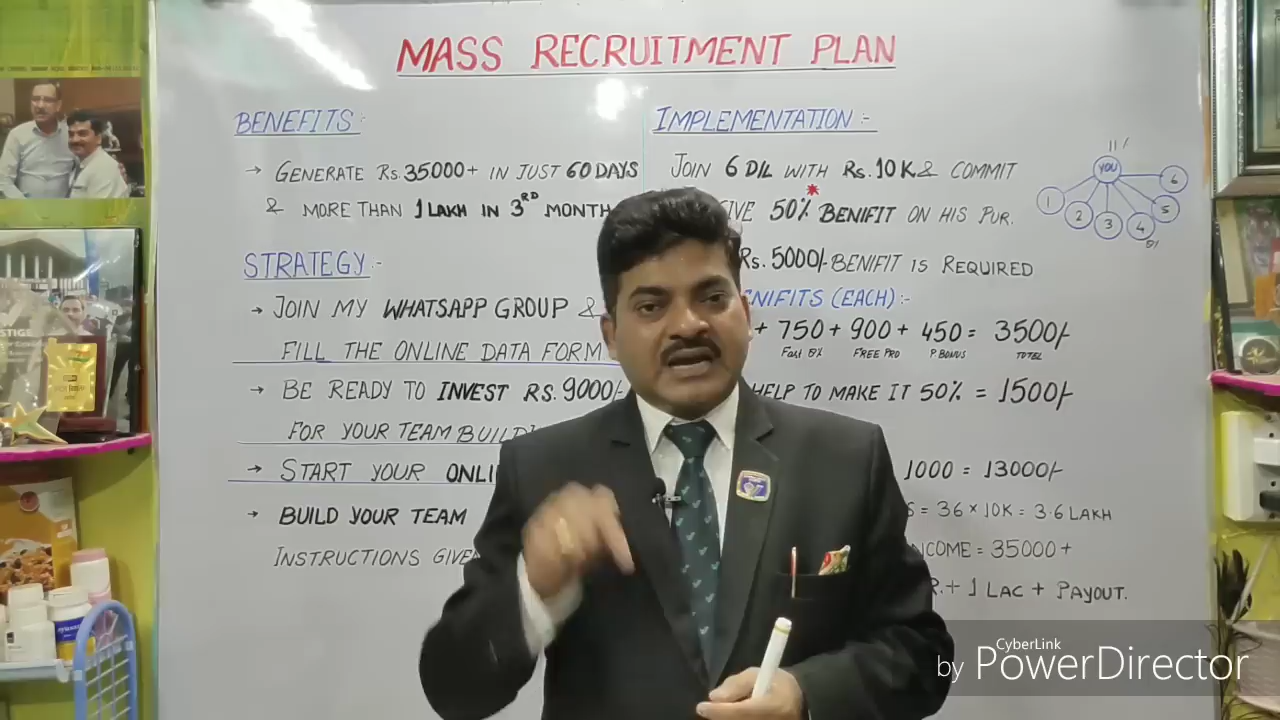 MASS RECRUITMENT PLAN
BENEFITS:
→ GENERATE Rs.35000+ IN JUST 60 DAYS
& MORE THAN 1 LAKH IN 3RD MONTH
STRATEGY:-
→ JOIN MY WHATSAPP GROUP &
FILL THE ONLINE DATA FORM
→ BE READY TO INVEST RS.9000/-
FOR YOUR TEAM
→ START YOUR
→ BUILD YOUR TEAM
INSTRUCTIONS
IMPLEMENTATION:-
JOIN 6 D/L WITH Rs.10K & COMMIT
50% BENIFIT ON HIS PUR.
Rs. 5000/- BENIFIT IS REQUIRED
(EACH):-
+ 750 + 900 + 450 = 3500/-
FREE PRO P.BONUS TOTAL
HELP TO MAKE IT 50% = 1500/-
1000 = 13000/-
= 36 × 10K = 3.6 LAKH
= 35000+
+ 1 LAC + PAYOUT.
YOU
1
2
3
4
5
6
CyberLink
by PowerDirector